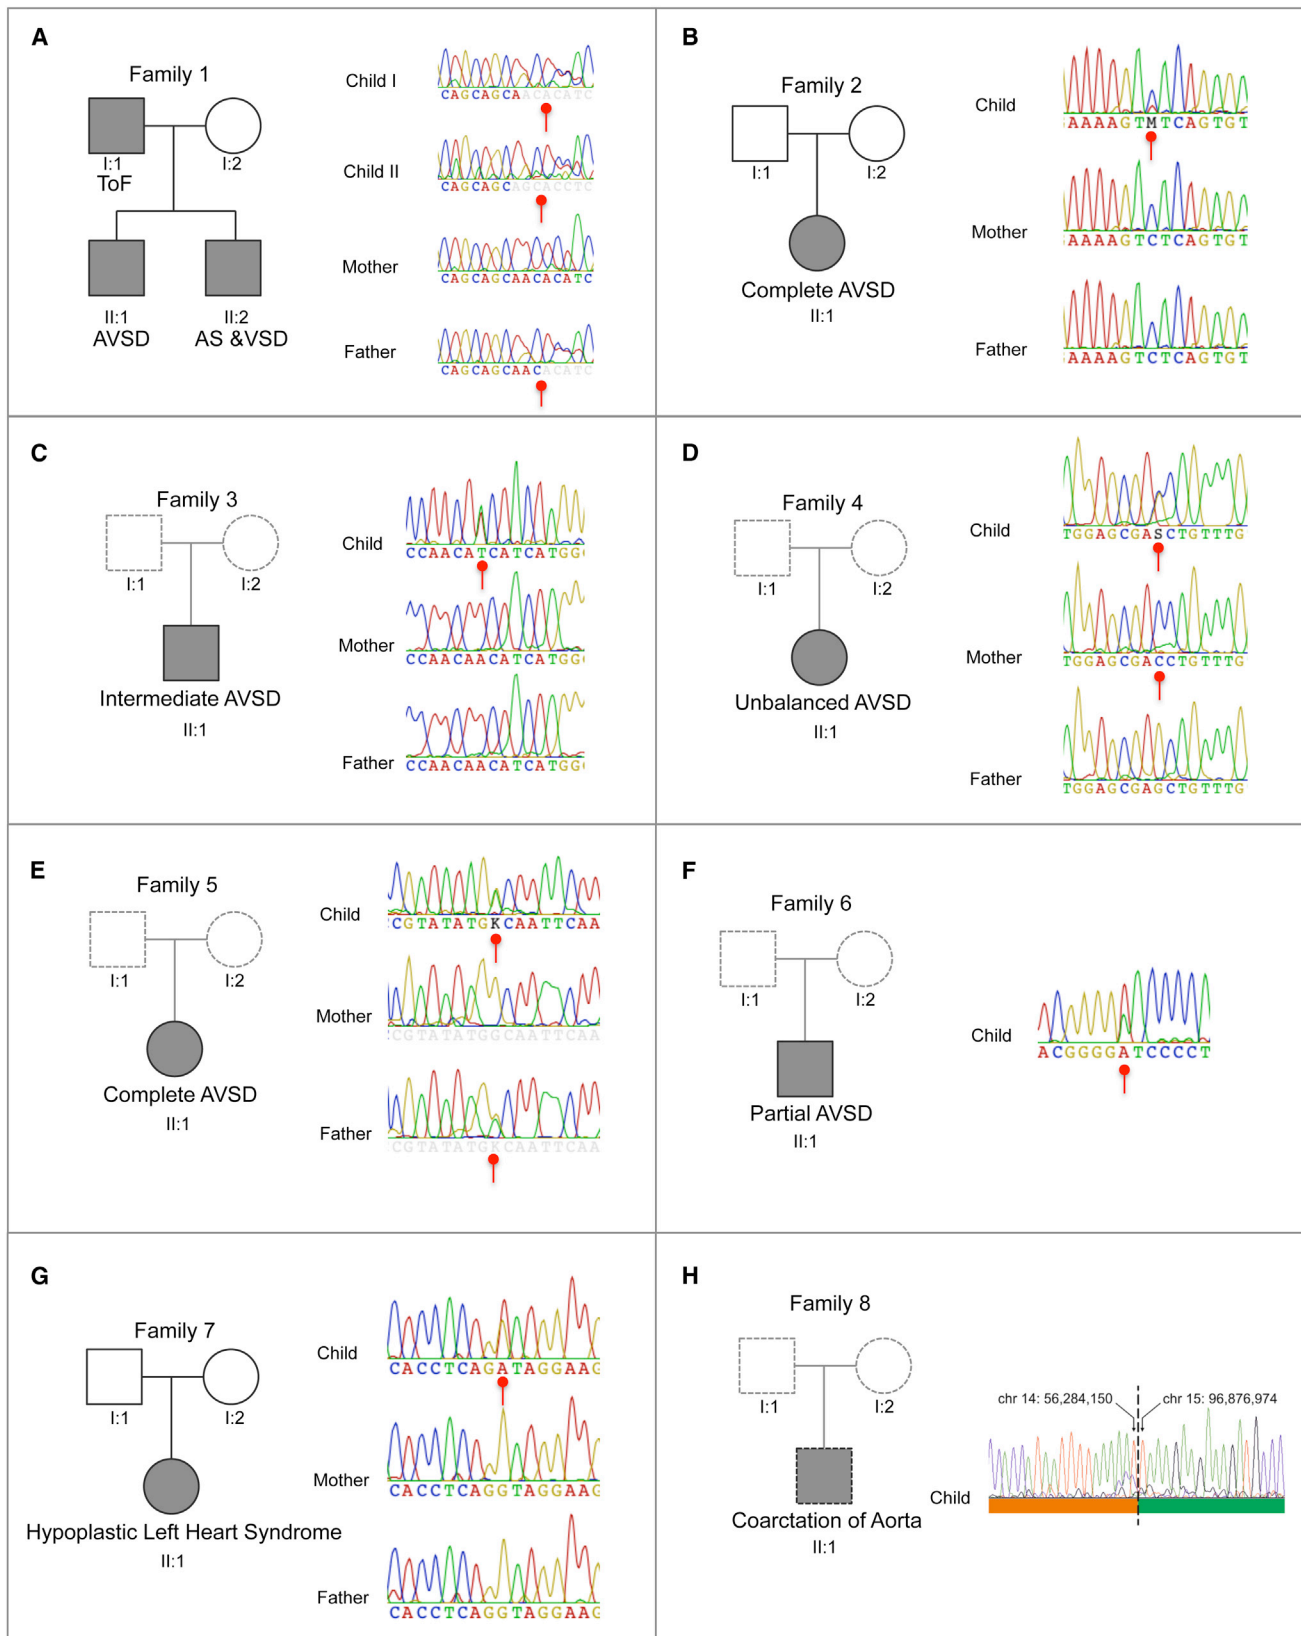 A
Family 1
I:1
ToF
I:2
II:1
AVSD
II:2
AS &VSD
Child I
CAGCAGCAACACATC
Child II
CAGCAGCAGCACCTC
Mother
CAGCAGCAACACATC
Father
CAGCAGCAACACATC
B
Family 2
I:1
I:2
Complete AVSD
II:1
Child
AAAAGTMTCAGTGT
Mother
AAAAGTCTCAGTGT
Father
AAAAGTCTCAGTGT
C
Family 3
I:1
I:2
Intermediate AVSD
II:1
Child
CCAACATCATCATGG
Mother
CCAACAACATCATGG
Father
CCAACAACATCATGG
D
Family 4
I:1
I:2
Unbalanced AVSD
II:1
Child
TGGAGCGASCTGTTTG
Mother
TGGAGCGACCTGTTTG
Father
TGGAGCGAGCTGTTTG
E
Family 5
I:1
I:2
Complete AVSD
II:1
Child
CGTATATGKCAATTCAA
Mother
CGTATATGGCAATTCAA
Father
CGTATATGKCAATTCAA
F
Family 6
I:1
I:2
Partial AVSD
II:1
Child
ACGGGGATCCCCT
G
Family 7
I:1
I:2
Hypoplastic Left Heart Syndrome
II:1
Child
CACCTCAGATAGGAAG
Mother
CACCTCAGGTAGGAAG
Father
CACCTCAGGTAGGAAG
H
Family 8
I:1
I:2
Coarctation of Aorta
II:1
chr 14: 56,284,150
chr 15: 96,876,974
Child